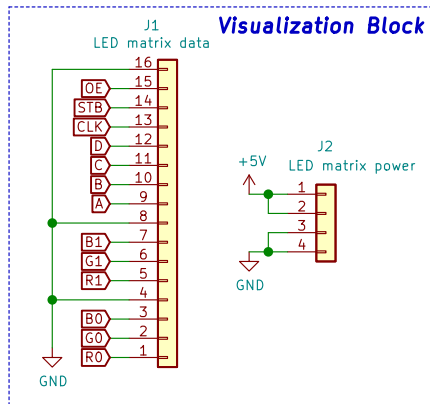 Visualization Block
J1
LED matrix data
16
OE 15
STB 14
CLK 13
D 12
C 11
B 10
A 9
8
B1 7
G1 6
R1 5
4
B0 3
G0 2
R0 1
GND
J2
LED matrix power
+5V
1
2
3
4
GND